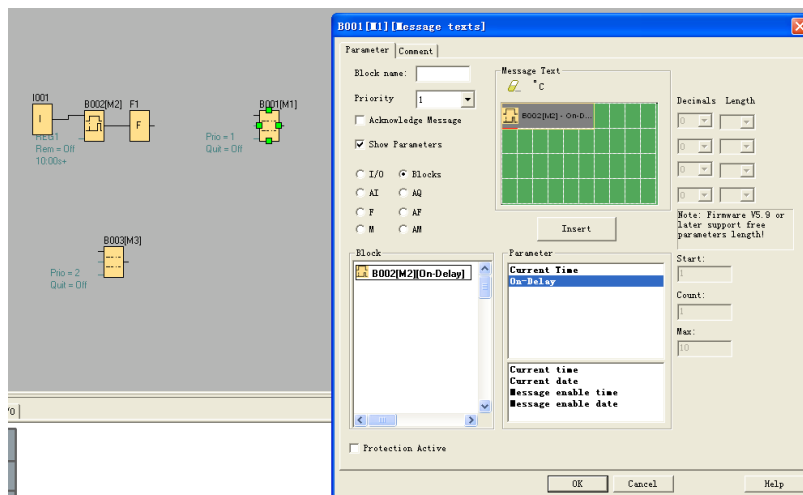 B001[M1][Message texts]
Parameter
Comment
Block name:
Priority
1
Acknowledge Message
Show Parameters
I/O
Blocks
AI
AQ
F
AF
M
AM
Message Text
°C
B002[M2] - On-D...
Insert
Decimals
Length
0
0
0
0
Note: Firmware V5.9 or
later support free
parameters length!
Block
B002[M2][On-Delay]
Parameter
Current Time
On-Delay
Current time
Current date
Message enable time
Message enable date
Start:
1
Count:
1
Max:
10
Protection Active
OK
Cancel
Help
I001
I
B002[M2]
F1
F
REG1
Rem = Off
10:00s+
B001[M1]
Prio = 1
Quit = Off
B003[M3]
Prio = 2
Quit = Off